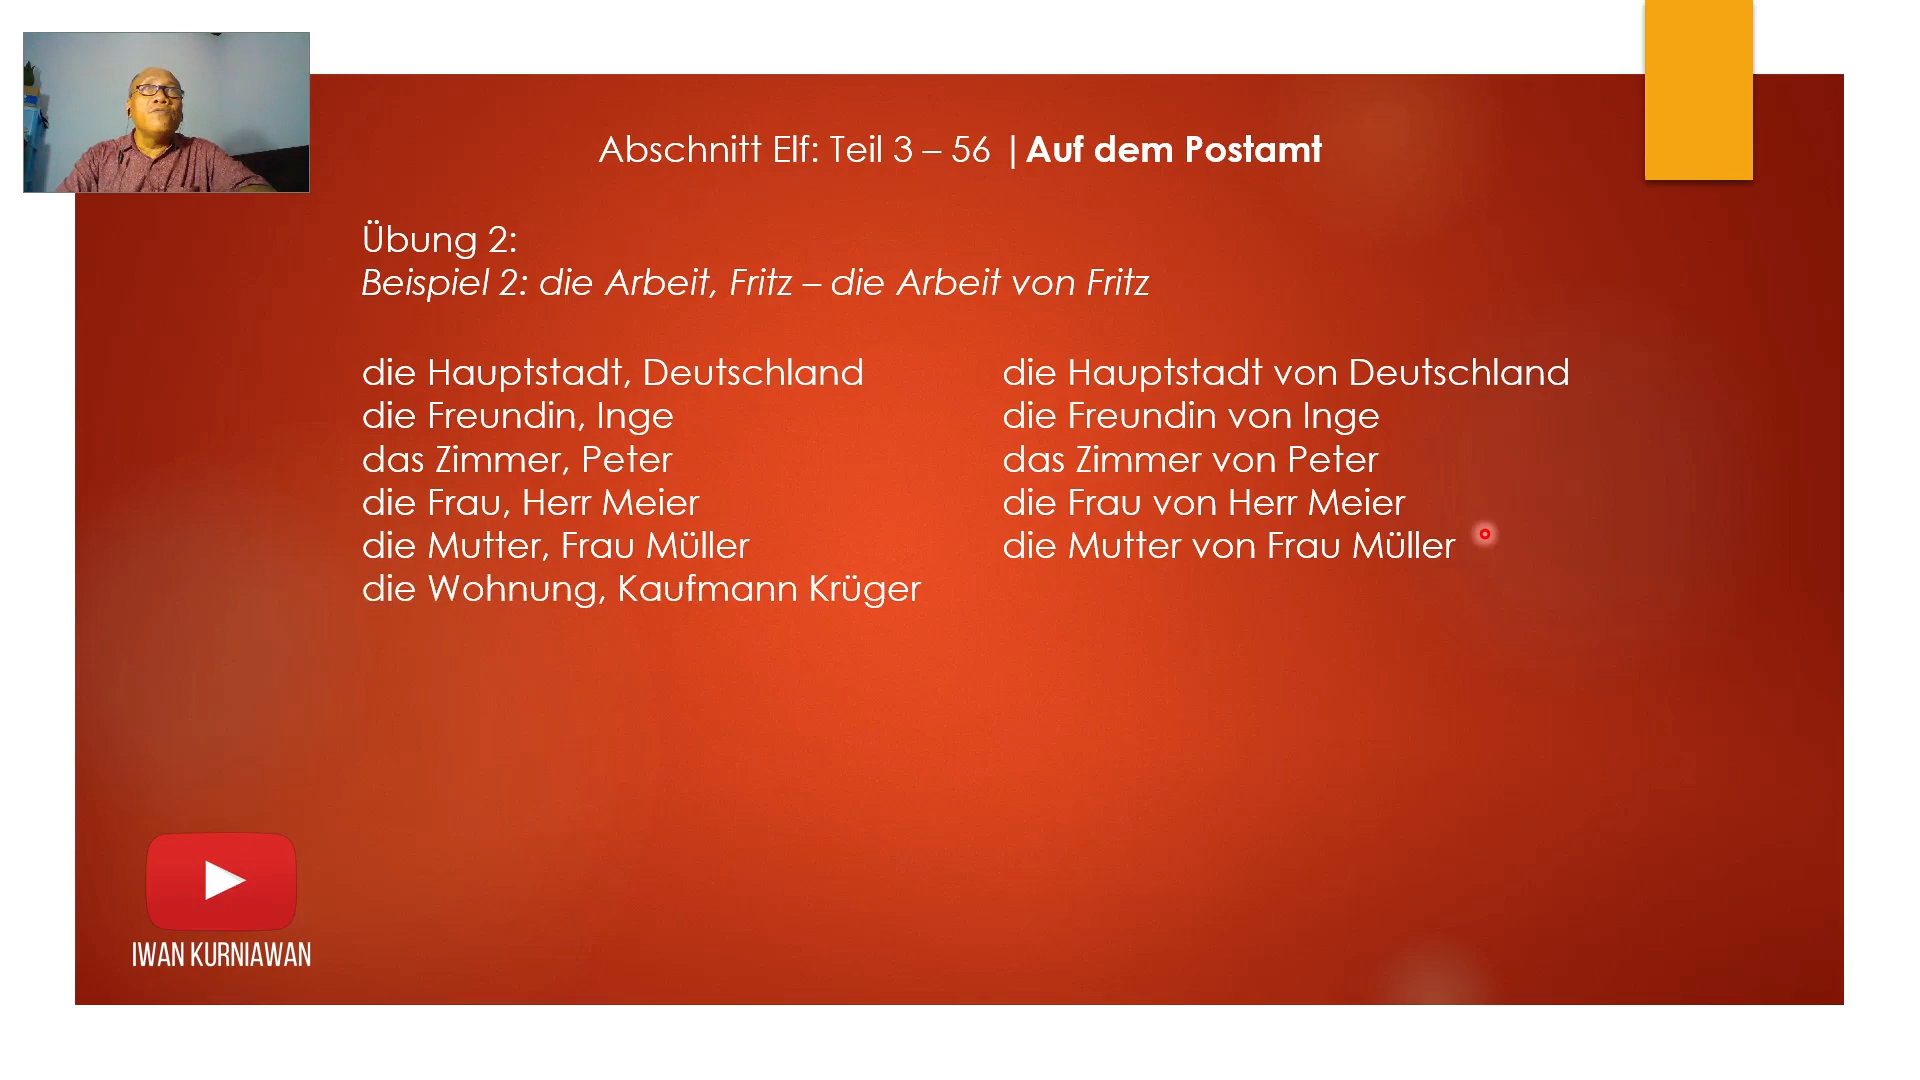 Abschnitt Elf: Teil 3 – 56 |Auf dem Postamt
Übung 2:
Beispiel 2: die Arbeit, Fritz – die Arbeit von Fritz
die Hauptstadt, Deutschland
die Freundin, Inge
das Zimmer, Peter
die Frau, Herr Meier
die Mutter, Frau Müller
die Wohnung, Kaufmann Krüger
die Hauptstadt von Deutschland
die Freundin von Inge
das Zimmer von Peter
die Frau von Herr Meier
die Mutter von Frau Müller
IWAN KURNIAWAN